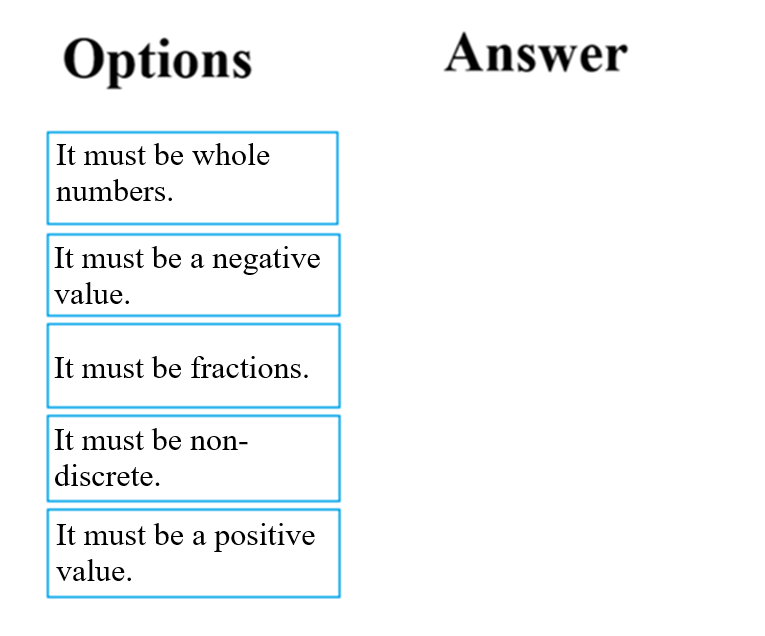 Options
Answer
It must be whole
numbers.
It must be a negative
value.
It must be fractions.
It must be non-
discrete.
It must be a positive
value.